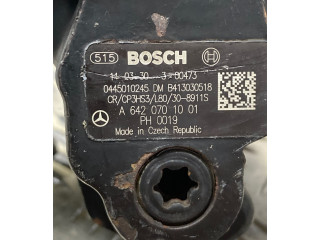 515 BOSCH
14 03-30 3 00473
0445010245 DM B413030518
CR/CP3HS3/L80/30-8911S
A 642 070 10 01
PH 0019
Made in Czech Republic